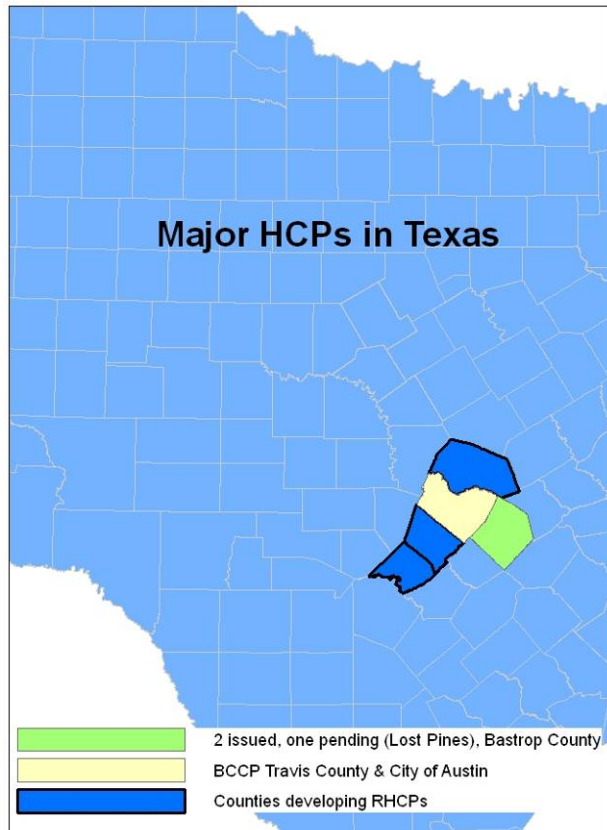 Major HCPs in Texas
2 issued, one pending (Lost Pines), Bastrop County
BCCP Travis County & City of Austin
Counties developing RHCPs